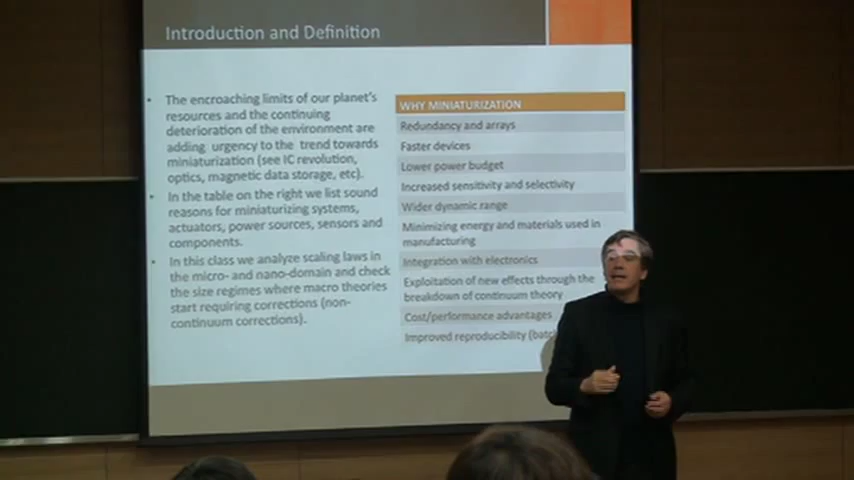 Introduction and Definition
• The encroaching limits of our planet's
resources and the continuing
deterioration of the environment are
adding urgency to the trend towards
miniaturization (see IC revolution,
optics, magnetic data storage, etc).
• In the table on the right we list sound
reasons for miniaturizing systems,
actuators, power sources, sensors and
components.
• In this class we analyze scaling laws in
the micro- and nano-domain and check
the size regimes where macro theories
start requiring corrections (non-
continuum corrections).
WHY MINIATURIZATION
Redundancy and arrays
Faster devices
Lower power budget
Increased sensitivity and selectivity
Wider dynamic range
Minimizing energy and materials used in
manufacturing
Integration with electronics
Exploitation of new effects through the
breakdown of continuum theory
Cost/performance advantages
Improved reproducibility (batc